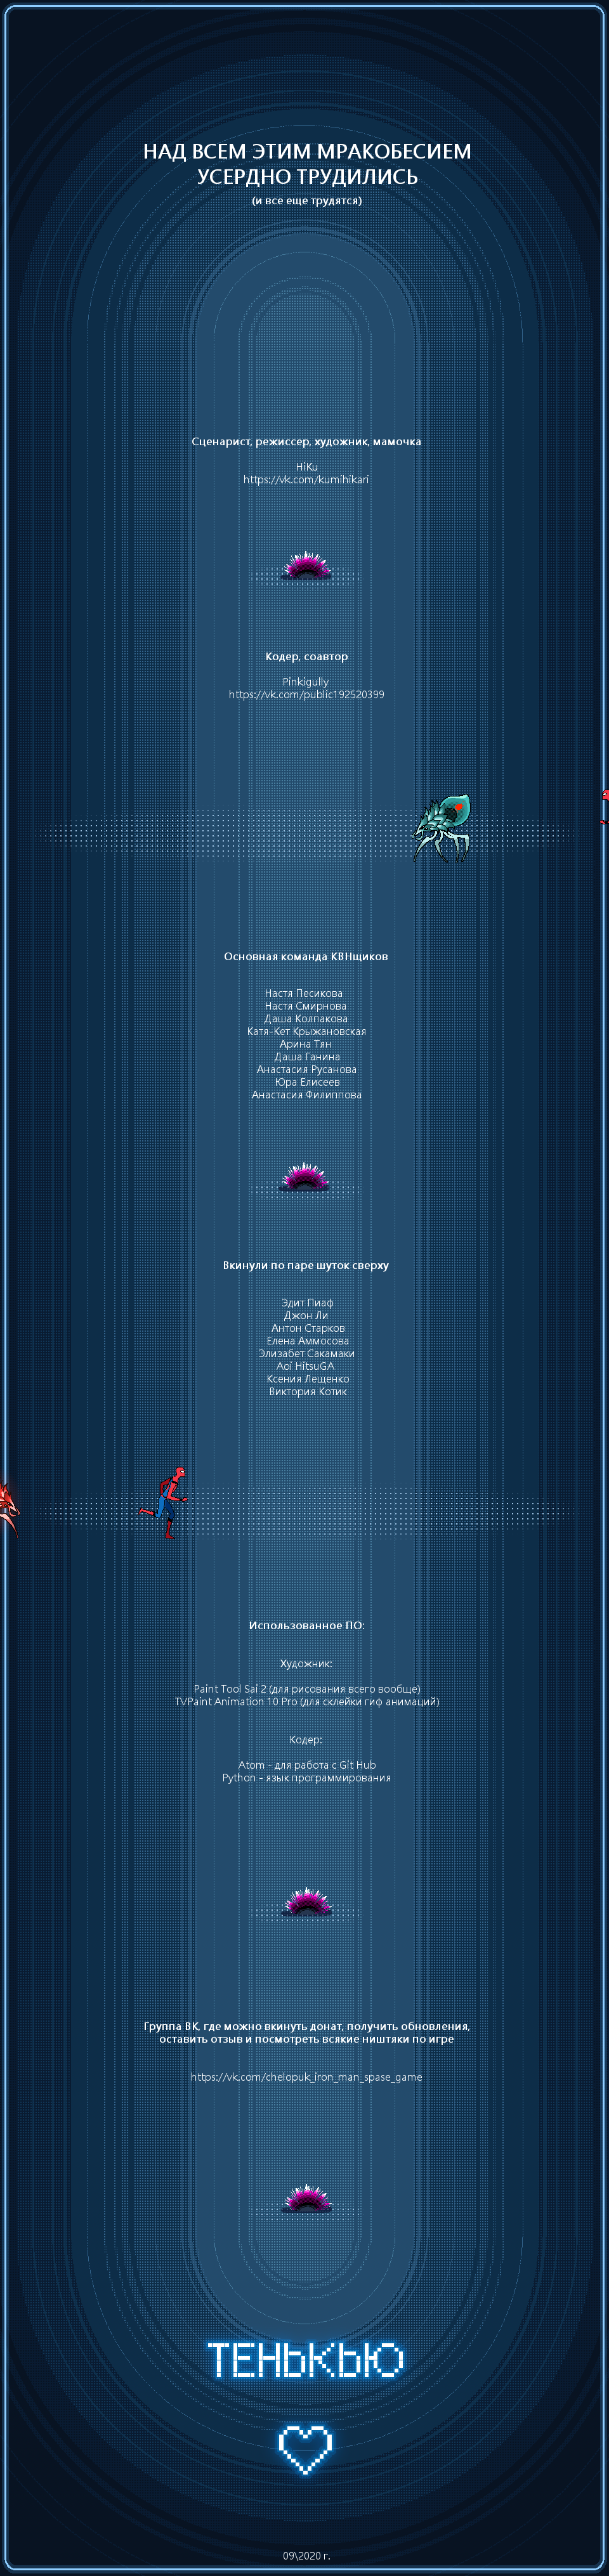 НАД ВСЕМ ЭТИМ МРАКОБЕСИЕМ
УСЕРДНО ТРУДИЛИСЬ
(и все еще трудятся)
Сценарист, режиссер, художник, мамочка
HiKu
https://vk.com/kumihikari
Кодер, соавтор
Pinkigully
https://vk.com/public192520399
Основная команда КВНщиков
Настя Песикова
Настя Смирнова
Даша Колпакова
Катя-Кет Крыжановская
Арина Тян
Даша Ганина
Анастасия Русанова
Юра Елисеев
Анастасия Филиппова
Вкинули по паре шуток сверху
Эдит Пиаф
Джон Ли
Антон Старков
Елена Аммосова
Элизабет Сакамаки
Aoi HitsuGA
Ксения Лещенко
Виктория Котик
Использованное ПО:
Художник:
Paint Tool Sai 2 (для рисования всего вообще)
TVPaint Animation 10 Pro (для склейки гиф анимаций)
Кодер:
Atom - для работа с Git Hub
Python - язык программирования
Группа ВК, где можно вкинуть донат, получить обновления,
оставить отзыв и посмотреть всякие ништяки по игре
https://vk.com/chelopuk_iron_man_spase_game
ТЕНЬКЬЮ
09\2020 г.